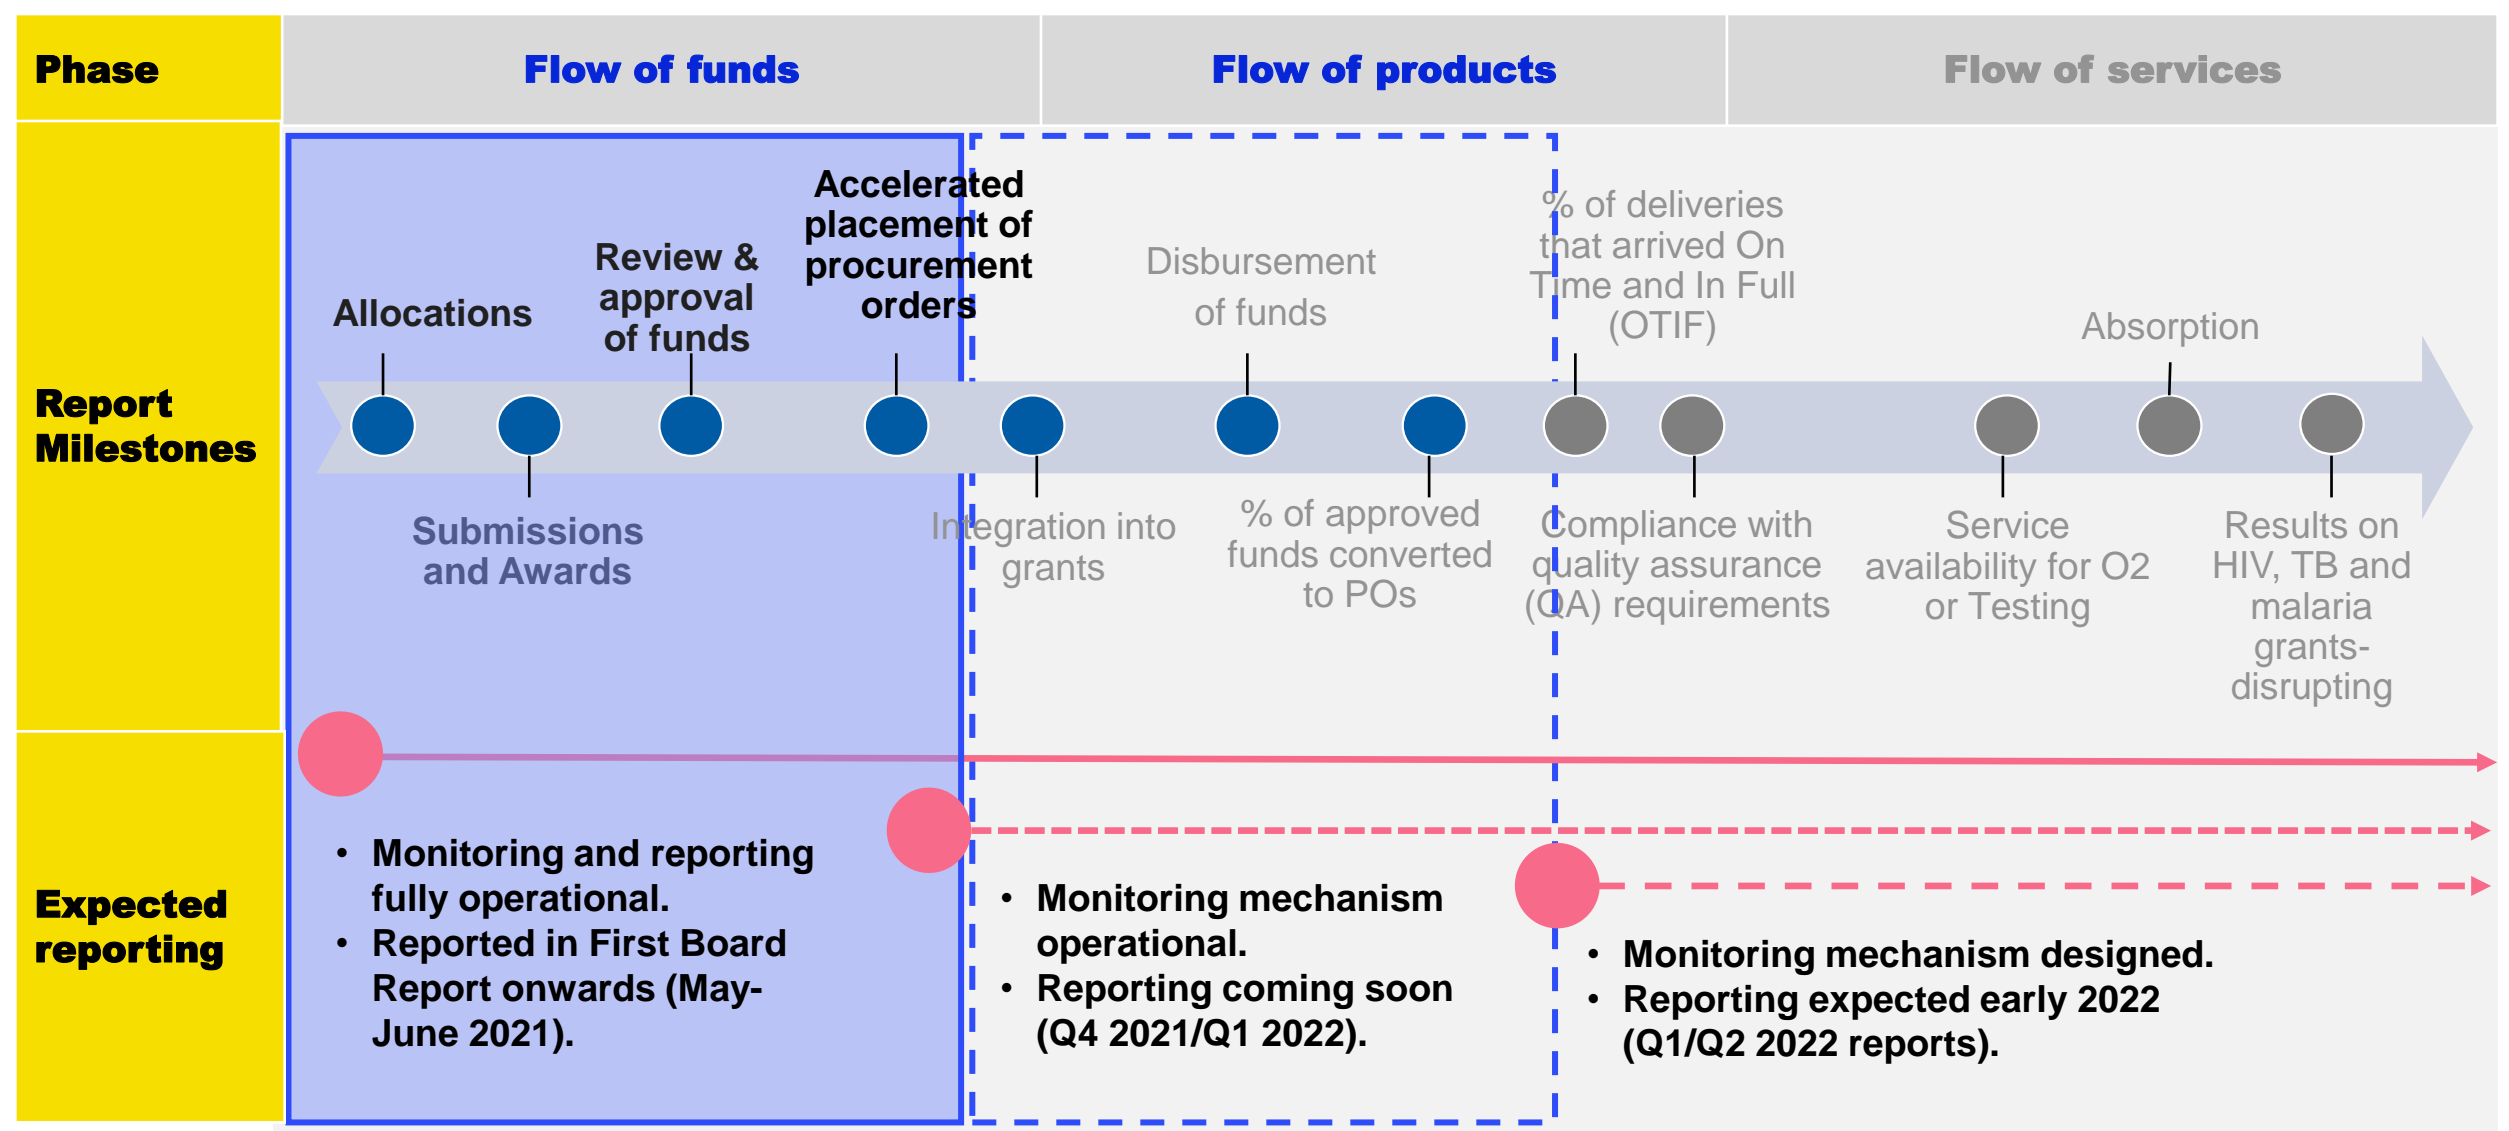 Phase
Flow of funds
Flow of products
Flow of services
Report
Milestones
Allocations
Review &
approval
of funds
Accelerated
placement of
procurement
orders
Disbursement
of funds
% of deliveries
that arrived On
Time and In Full
(OTIF)
Absorption
Submissions
and Awards
Integration into
grants
% of approved
funds converted
to POs
Compliance with
quality assurance
(QA) requirements
Service
availability for O2
or Testing
Results on
HIV, TB and
malaria
grants-
disrupting
Expected
reporting
• Monitoring and reporting
fully operational.
• Reported in First Board
Report onwards (May-
June 2021).
• Monitoring mechanism
operational.
• Reporting coming soon
(Q4 2021/Q1 2022).
• Monitoring mechanism designed.
• Reporting expected early 2022
(Q1/Q2 2022 reports).